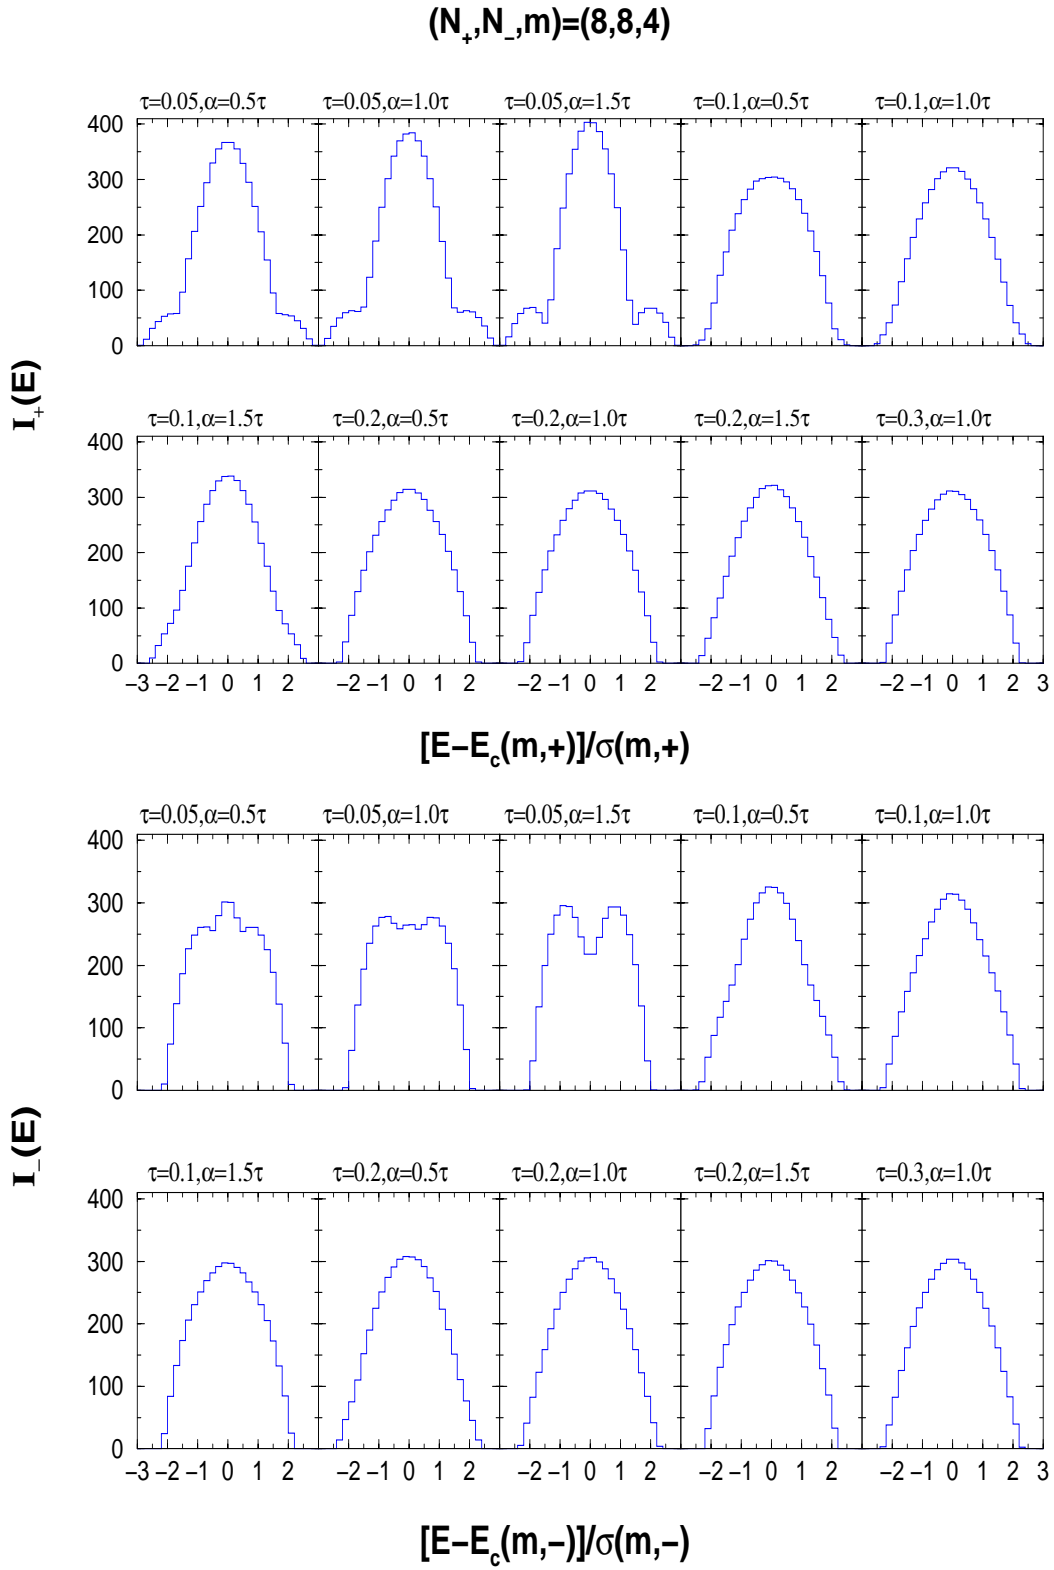 (N₊,N₋,m)=(8,8,4)
τ=0.05,α=0.5τ τ=0.05,α=1.0τ τ=0.05,α=1.5τ τ=0.1,α=0.5τ τ=0.1,α=1.0τ
400
300
200
100
0
I₊(E)
τ=0.1,α=1.5τ τ=0.2,α=0.5τ τ=0.2,α=1.0τ τ=0.2,α=1.5τ τ=0.3,α=1.0τ
400
300
200
100
0
−3 −2 −1 0 1 2 −2 −1 0 1 2 −2 −1 0 1 2 −2 −1 0 1 2 −2 −1 0 1 2 3
[E−E_c(m,+)]/σ(m,+)
τ=0.05,α=0.5τ τ=0.05,α=1.0τ τ=0.05,α=1.5τ τ=0.1,α=0.5τ τ=0.1,α=1.0τ
400
300
200
100
0
I₋(E)
τ=0.1,α=1.5τ τ=0.2,α=0.5τ τ=0.2,α=1.0τ τ=0.2,α=1.5τ τ=0.3,α=1.0τ
400
300
200
100
0
−3 −2 −1 0 1 2 −2 −1 0 1 2 −2 −1 0 1 2 −2 −1 0 1 2 −2 −1 0 1 2 3
[E−E_c(m,−)]/σ(m,−)